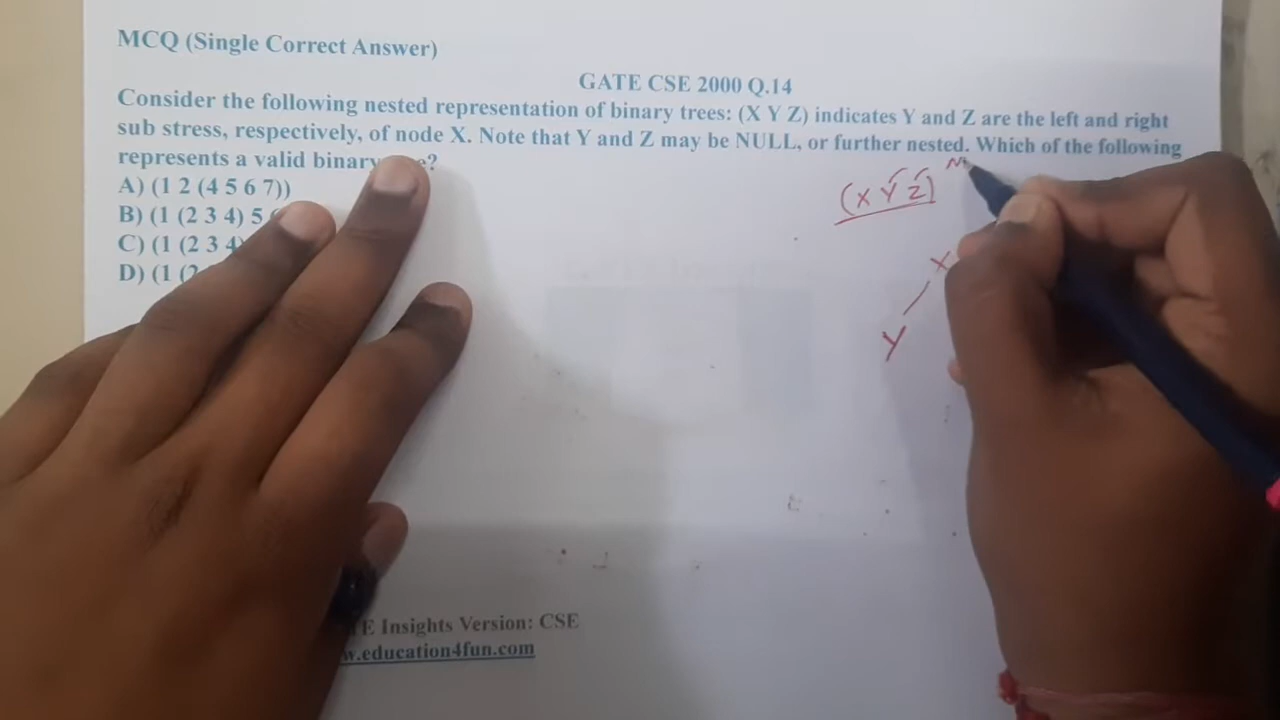 MCQ (Single Correct Answer)
GATE CSE 2000 Q.14
Consider the following nested representation of binary trees: (X Y Z) indicates Y and Z are the left and right
sub stress, respectively, of node X. Note that Y and Z may be NULL, or further nested. Which of the following
represents a valid binary ?
A) (1 2 (4 5 6 7))
B) (1 (2 3 4) 5
C) (1 (2 3 4)
D) (1 (2
(X Y Z)
X
Y
Insights Version: CSE
.education4fun.com